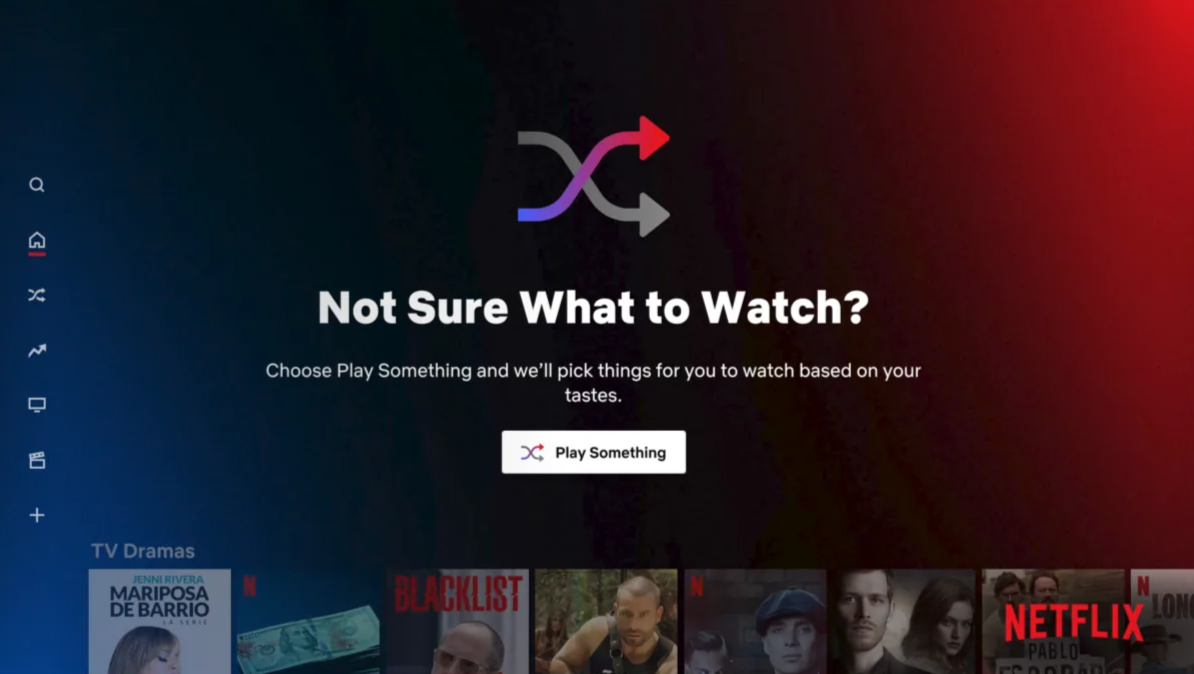 Not Sure What to Watch?
Choose Play Something and we'll pick things for you to watch based on your
tastes.
Play Something
TV Dramas
JENNI RIVERA
MARIPOSA
DE BARRIO
LA SERIE
N
BLACKLIST
N
NETFLIX
PABLO
ESCOBAR
N